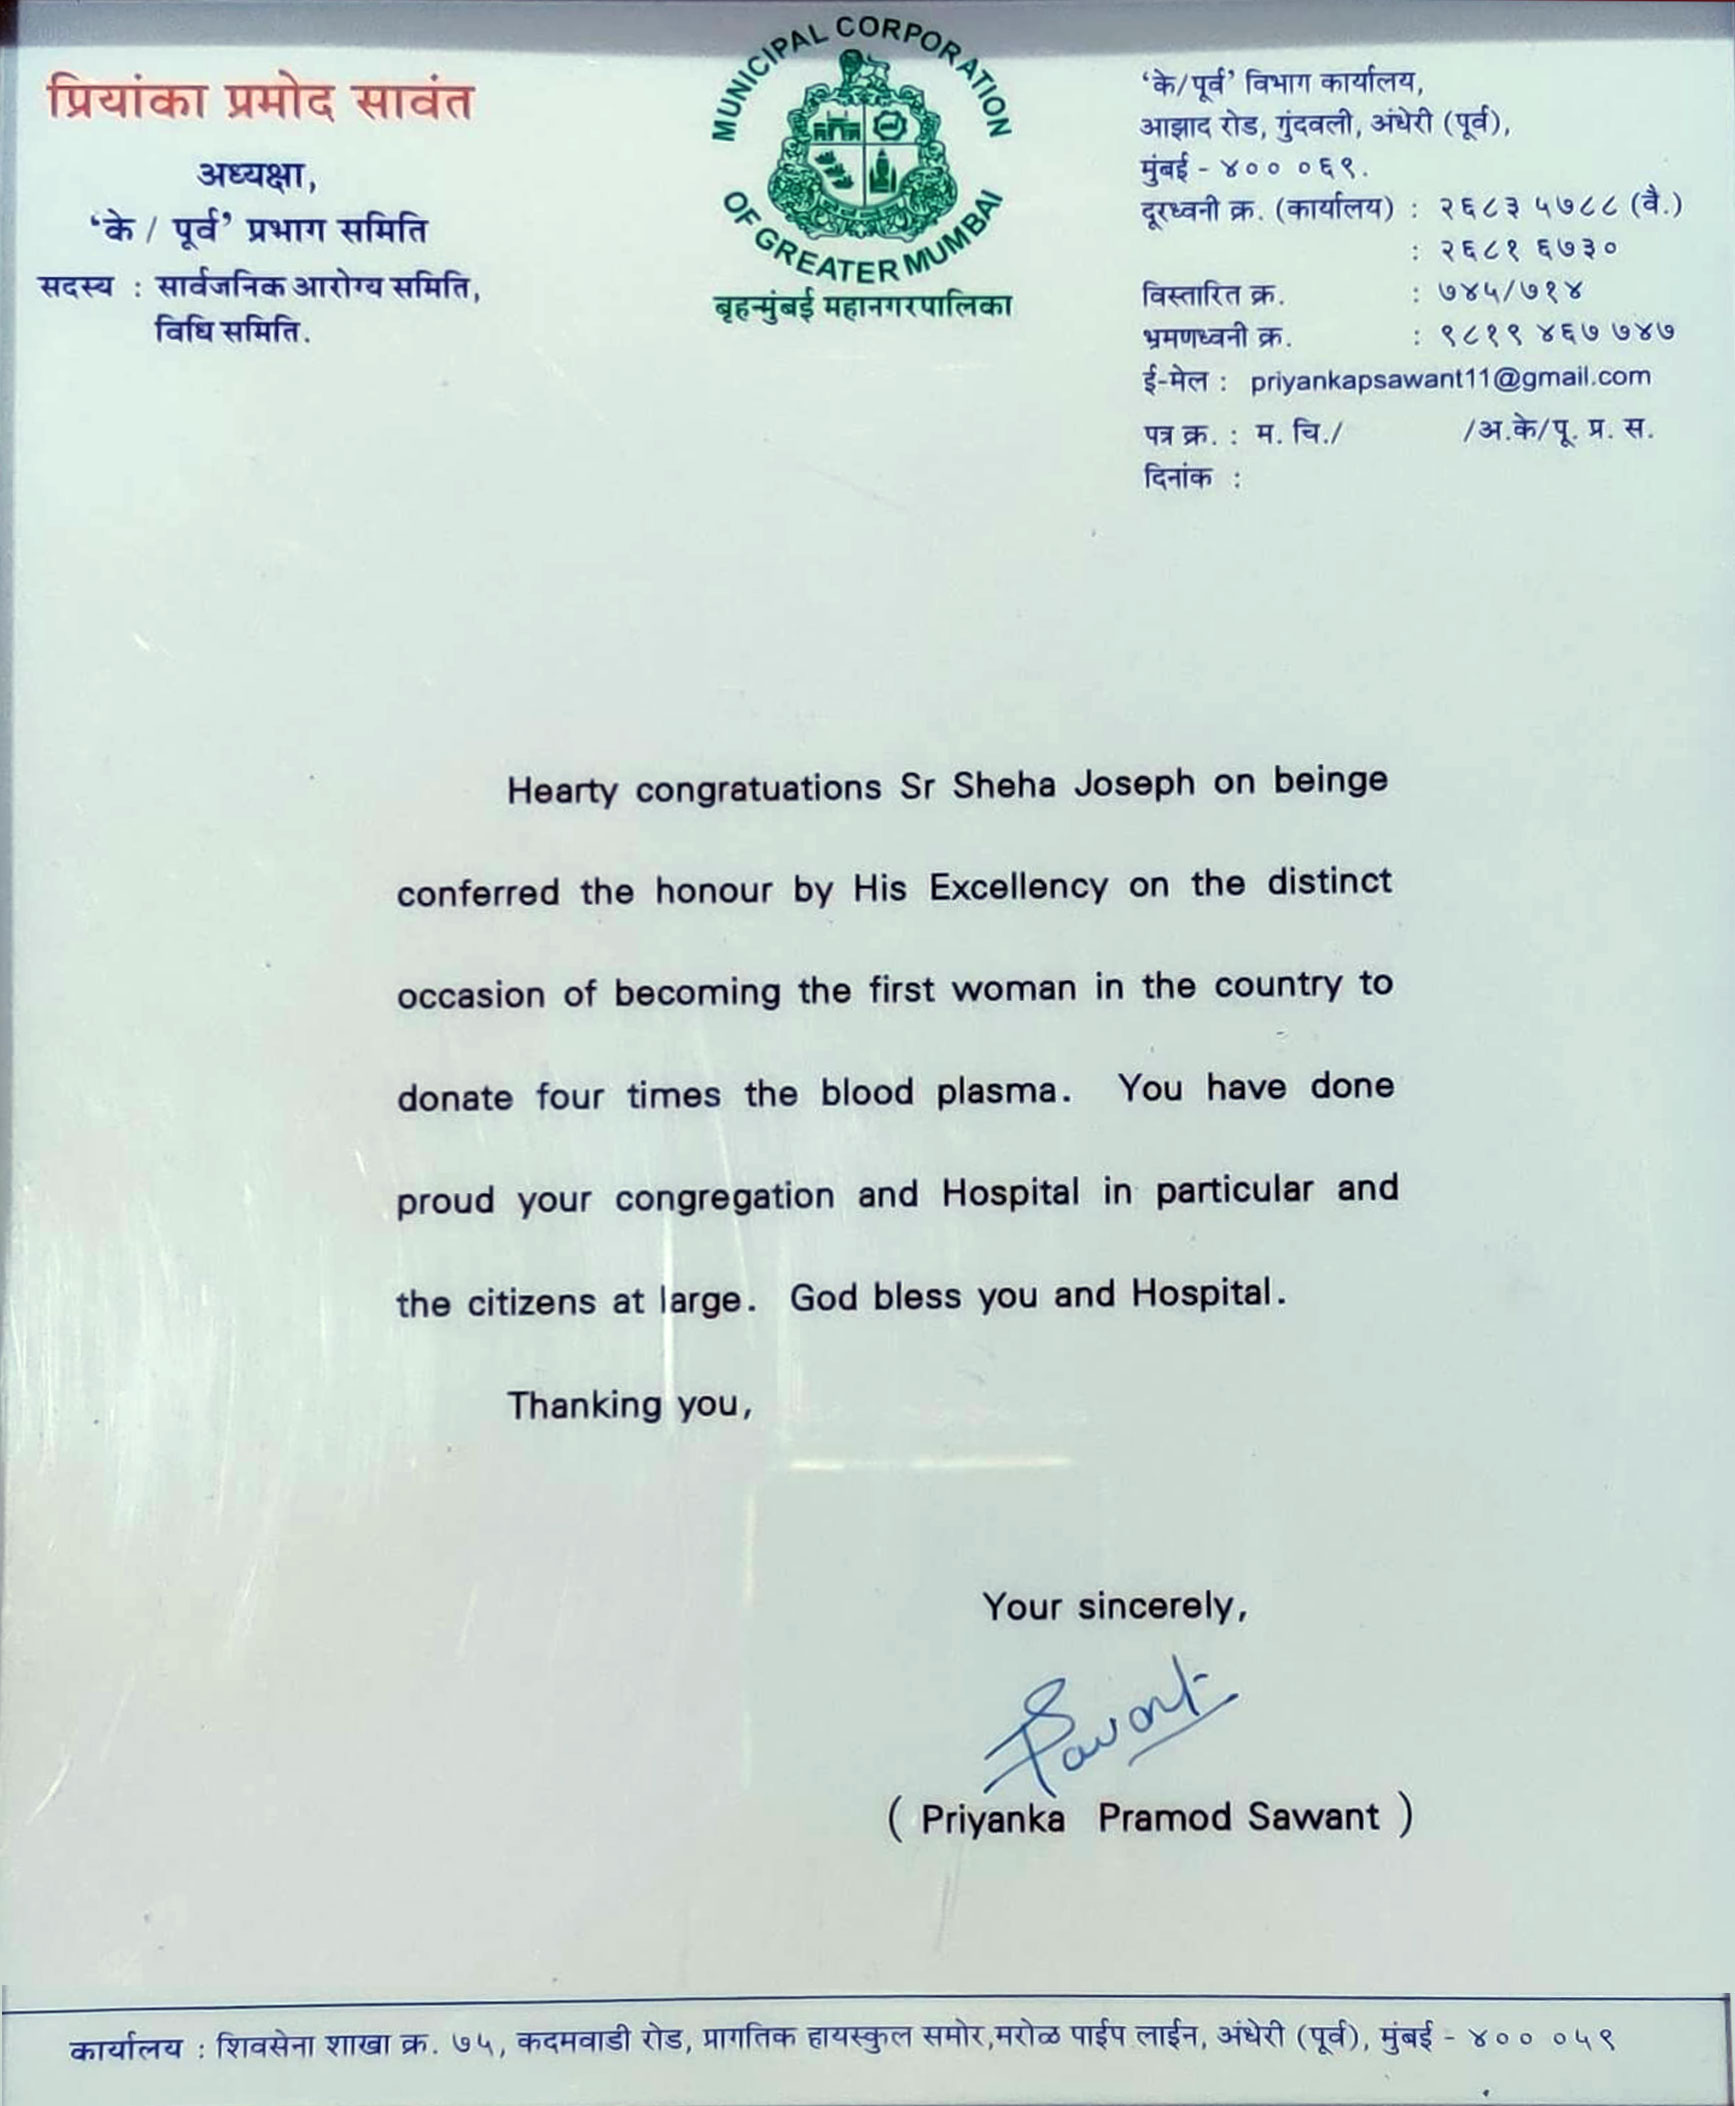 प्रियांका प्रमोद सावंत
अध्यक्षा,
‘के / पूर्व’ प्रभाग समिति
सदस्य : सार्वजनिक आरोग्य समिति,
विधि समिति.
MUNICIPAL CORPORATION
OF GREATER MUMBAI
बृहन्मुंबई महानगरपालिका
‘के/पूर्व’ विभाग कार्यालय,
आझाद रोड, गुंदवली, अंधेरी (पूर्व),
मुंबई - ४०० ०६९.
दूरध्वनी क्र. (कार्यालय) : २६८३ ५७८८ (वै.)
: २६८१ ६७३०
विस्तारित क्र. : ७४५/७१४
भ्रमणध्वनी क्र. : ९८१९ ४६७ ७४७
ई-मेल : priyankapsawant11@gmail.com
पत्र क्र. : म. चि./ /अ.के/पू. प्र. स.
दिनांक :
Hearty congratuations Sr Sheha Joseph on beinge
conferred the honour by His Excellency on the distinct
occasion of becoming the first woman in the country to
donate four times the blood plasma. You have done
proud your congregation and Hospital in particular and
the citizens at large. God bless you and Hospital.
Thanking you,
Your sincerely,
PSavant
( Priyanka Pramod Sawant )
कार्यालय : शिवसेना शाखा क्र. ७५, कदमवाडी रोड, प्रागतिक हायस्कुल समोर,मरोळ पाईप लाईन, अंधेरी (पूर्व), मुंबई - ४०० ०५९